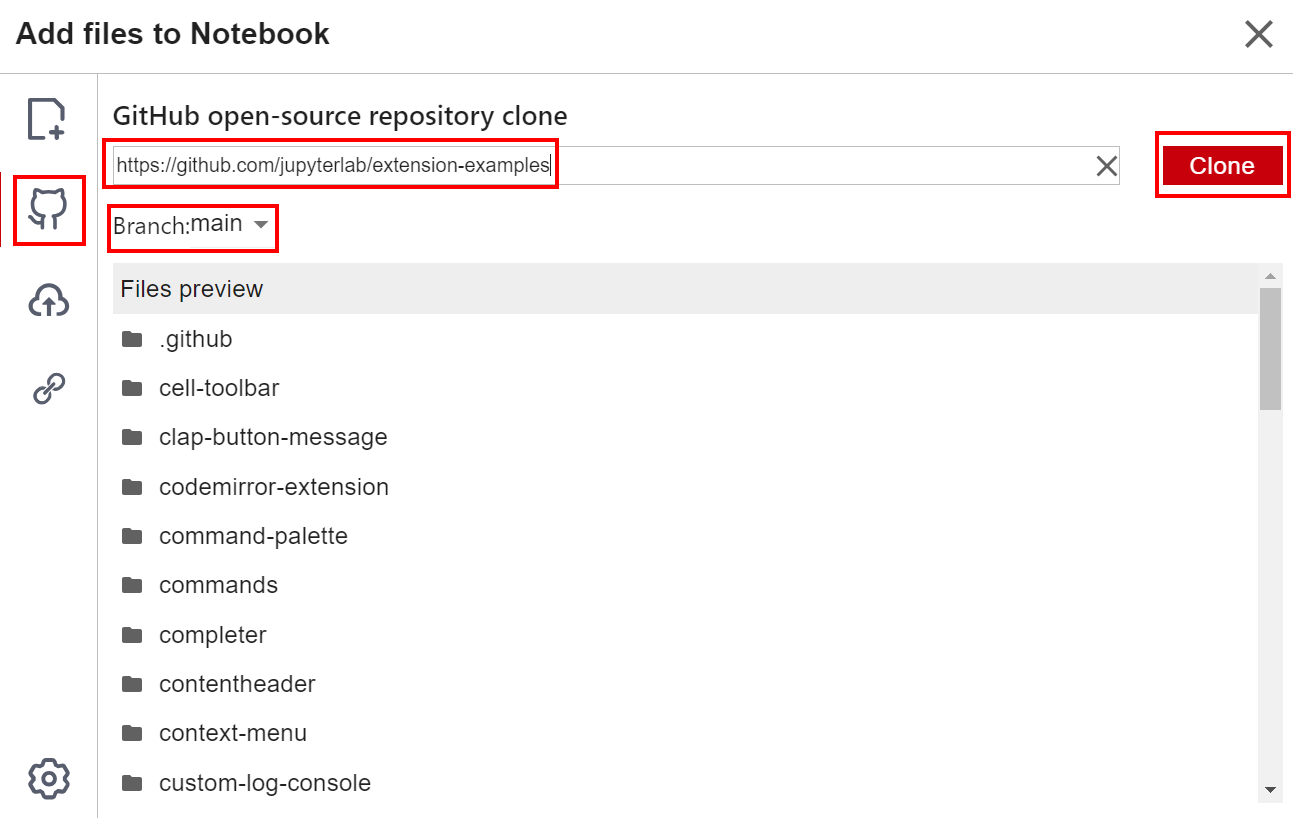 Add files to Notebook
GitHub open-source repository clone
https://github.com/jupyterlab/extension-examples
Clone
Branch:main
Files preview
.github
cell-toolbar
clap-button-message
codemirror-extension
command-palette
commands
completer
contentheader
context-menu
custom-log-console